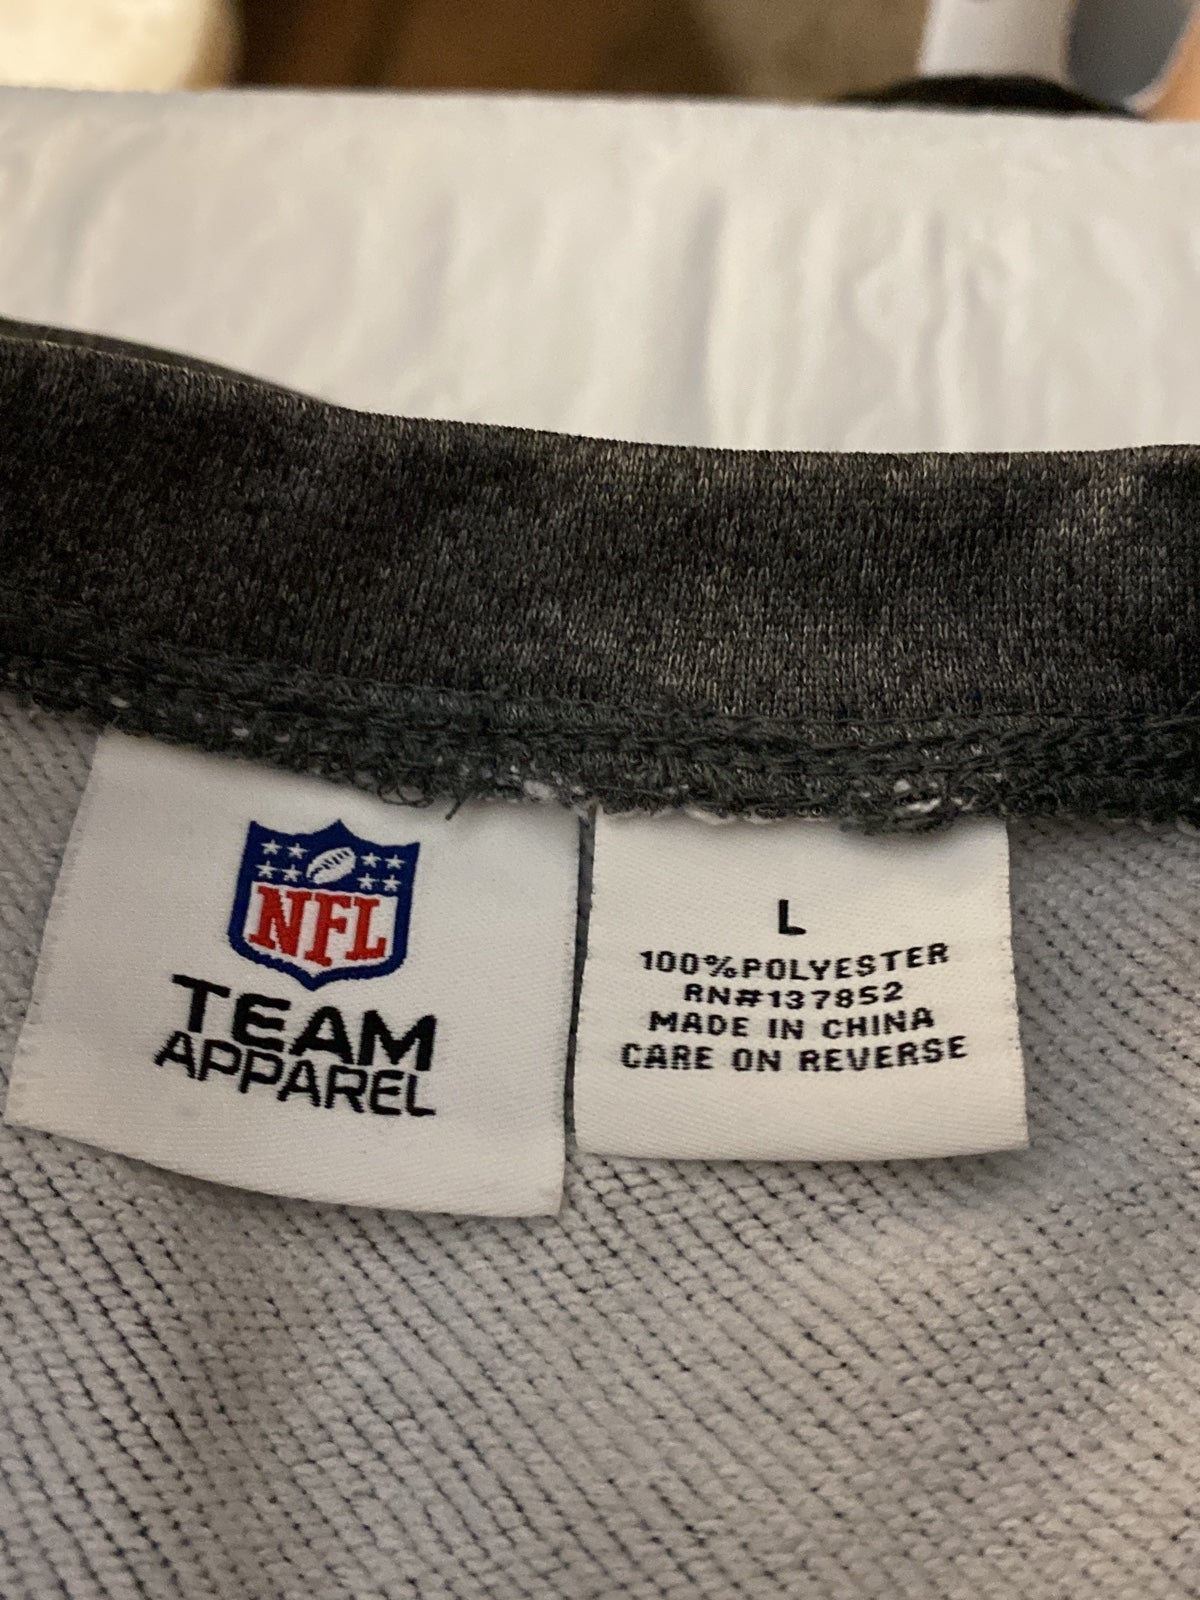 NFL
TEAM
APPAREL
L
100%POLYESTER
RN#137852
MADE IN CHINA
CARE ON REVERSE